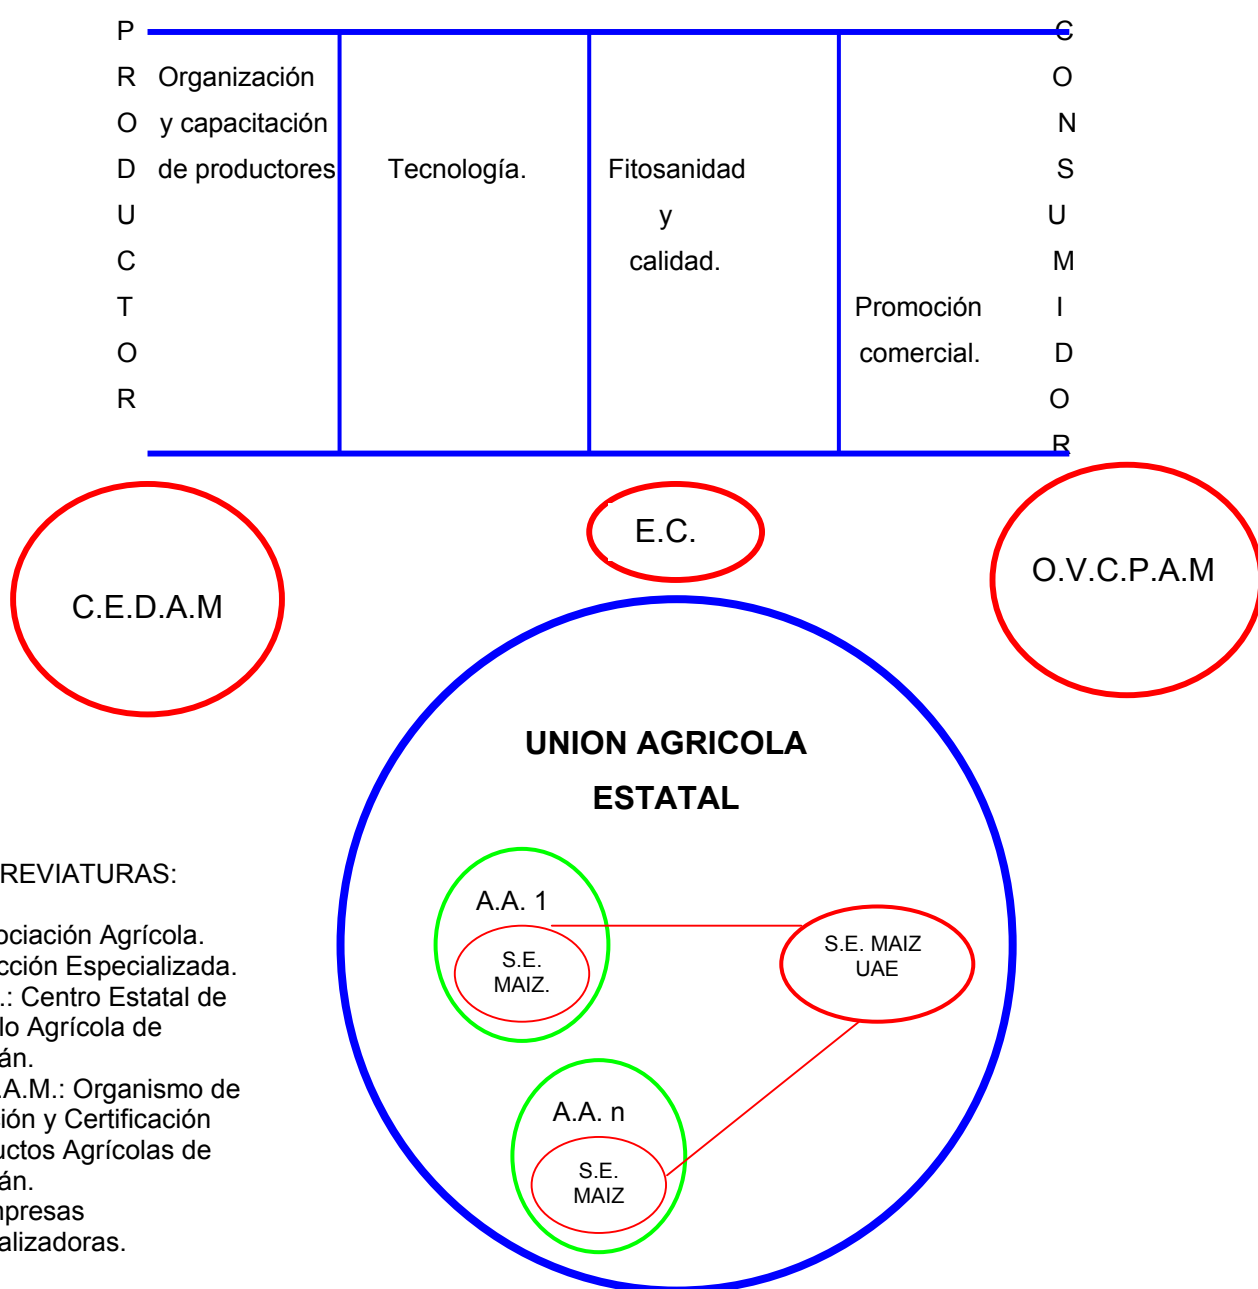 PRODUCTOR
Organización
y capacitación
de productores
Tecnología.
Fitosanidad
y
calidad.
Promoción
comercial.
CONSUMIDOR
C.E.D.A.M
E.C.
O.V.C.P.A.M
UNION AGRICOLA
ESTATAL
A.A. 1
S.E.
MAIZ.
S.E. MAIZ
UAE
A.A. n
S.E.
MAIZ
REVIATURAS:
ociación Agrícola.
cción Especializada.
.: Centro Estatal de
lo Agrícola de
án.
.A.M.: Organismo de
ión y Certificación
uctos Agrícolas de
án.
npresas
alizadoras.